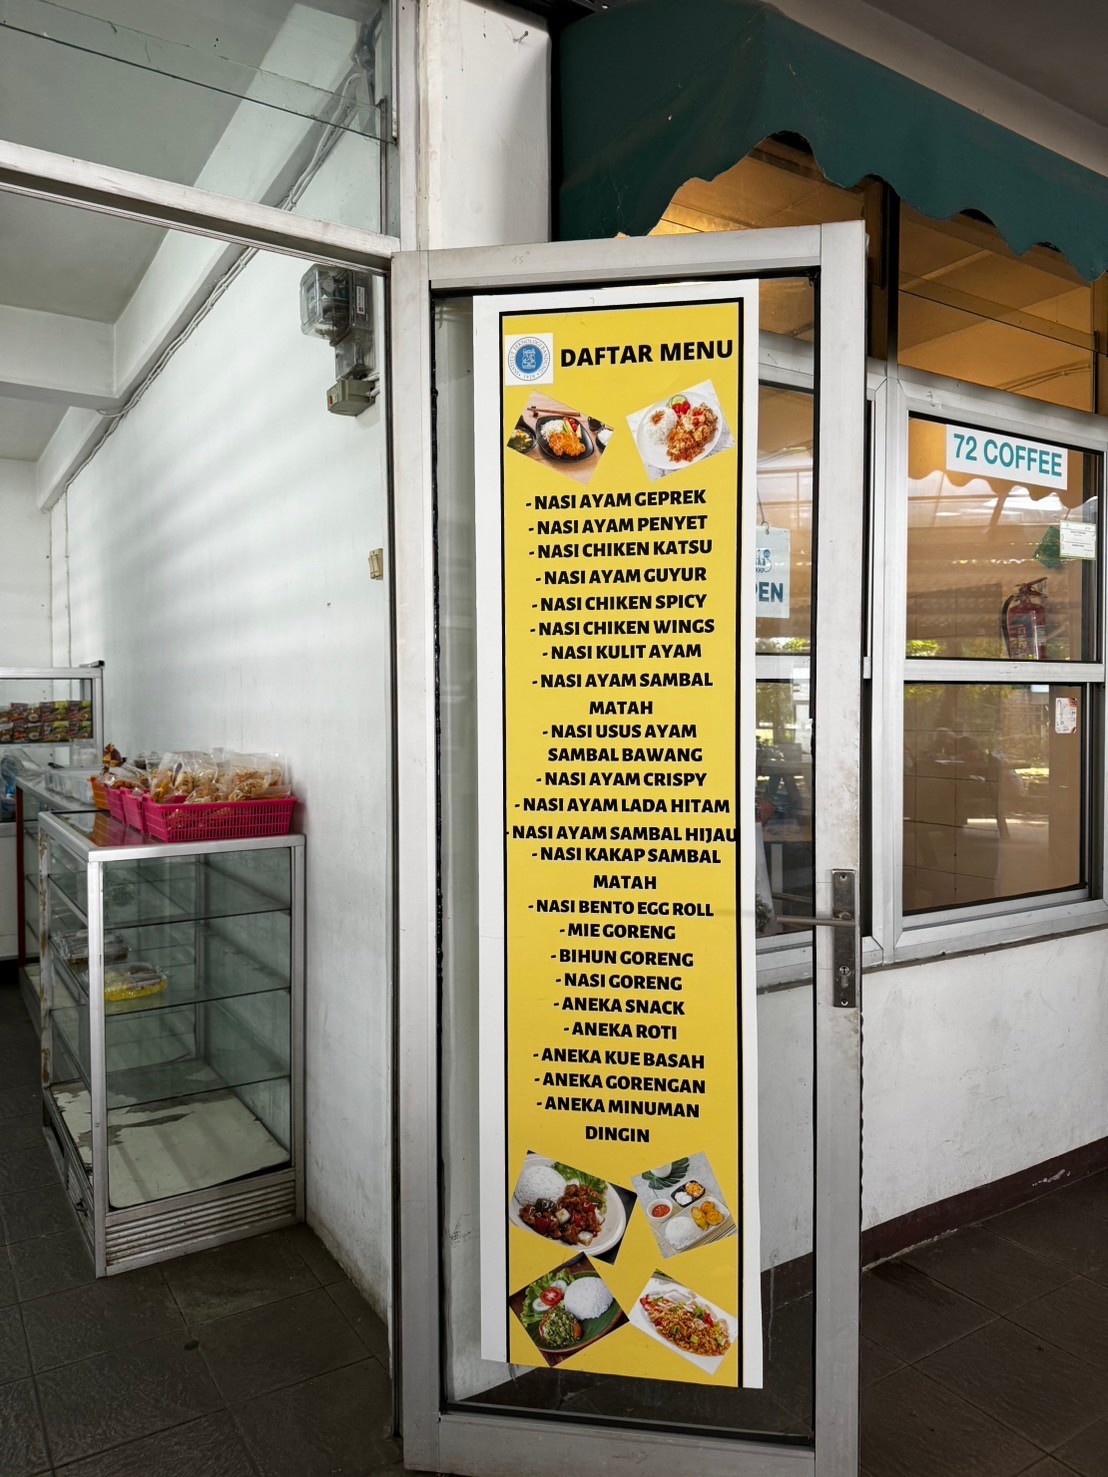 DAFTAR MENU
- NASI AYAM GEPREK
- NASI AYAM PENYET
- NASI CHIKEN KATSU
- NASI AYAM GUYUR
- NASI CHIKEN SPICY
- NASI CHIKEN WINGS
- NASI KULIT AYAM
- NASI AYAM SAMBAL
MATAH
- NASI USUS AYAM
SAMBAL BAWANG
- NASI AYAM CRISPY
- NASI AYAM LADA HITAM
- NASI AYAM SAMBAL HIJAU
- NASI KAKAP SAMBAL
MATAH
- NASI BENTO EGG ROLL
- MIE GORENG
- BIHUN GORENG
- NASI GORENG
- ANEKA SNACK
- ANEKA ROTI
- ANEKA KUE BASAH
- ANEKA GORENGAN
- ANEKA MINUMAN
DINGIN
72 COFFEE
PEN